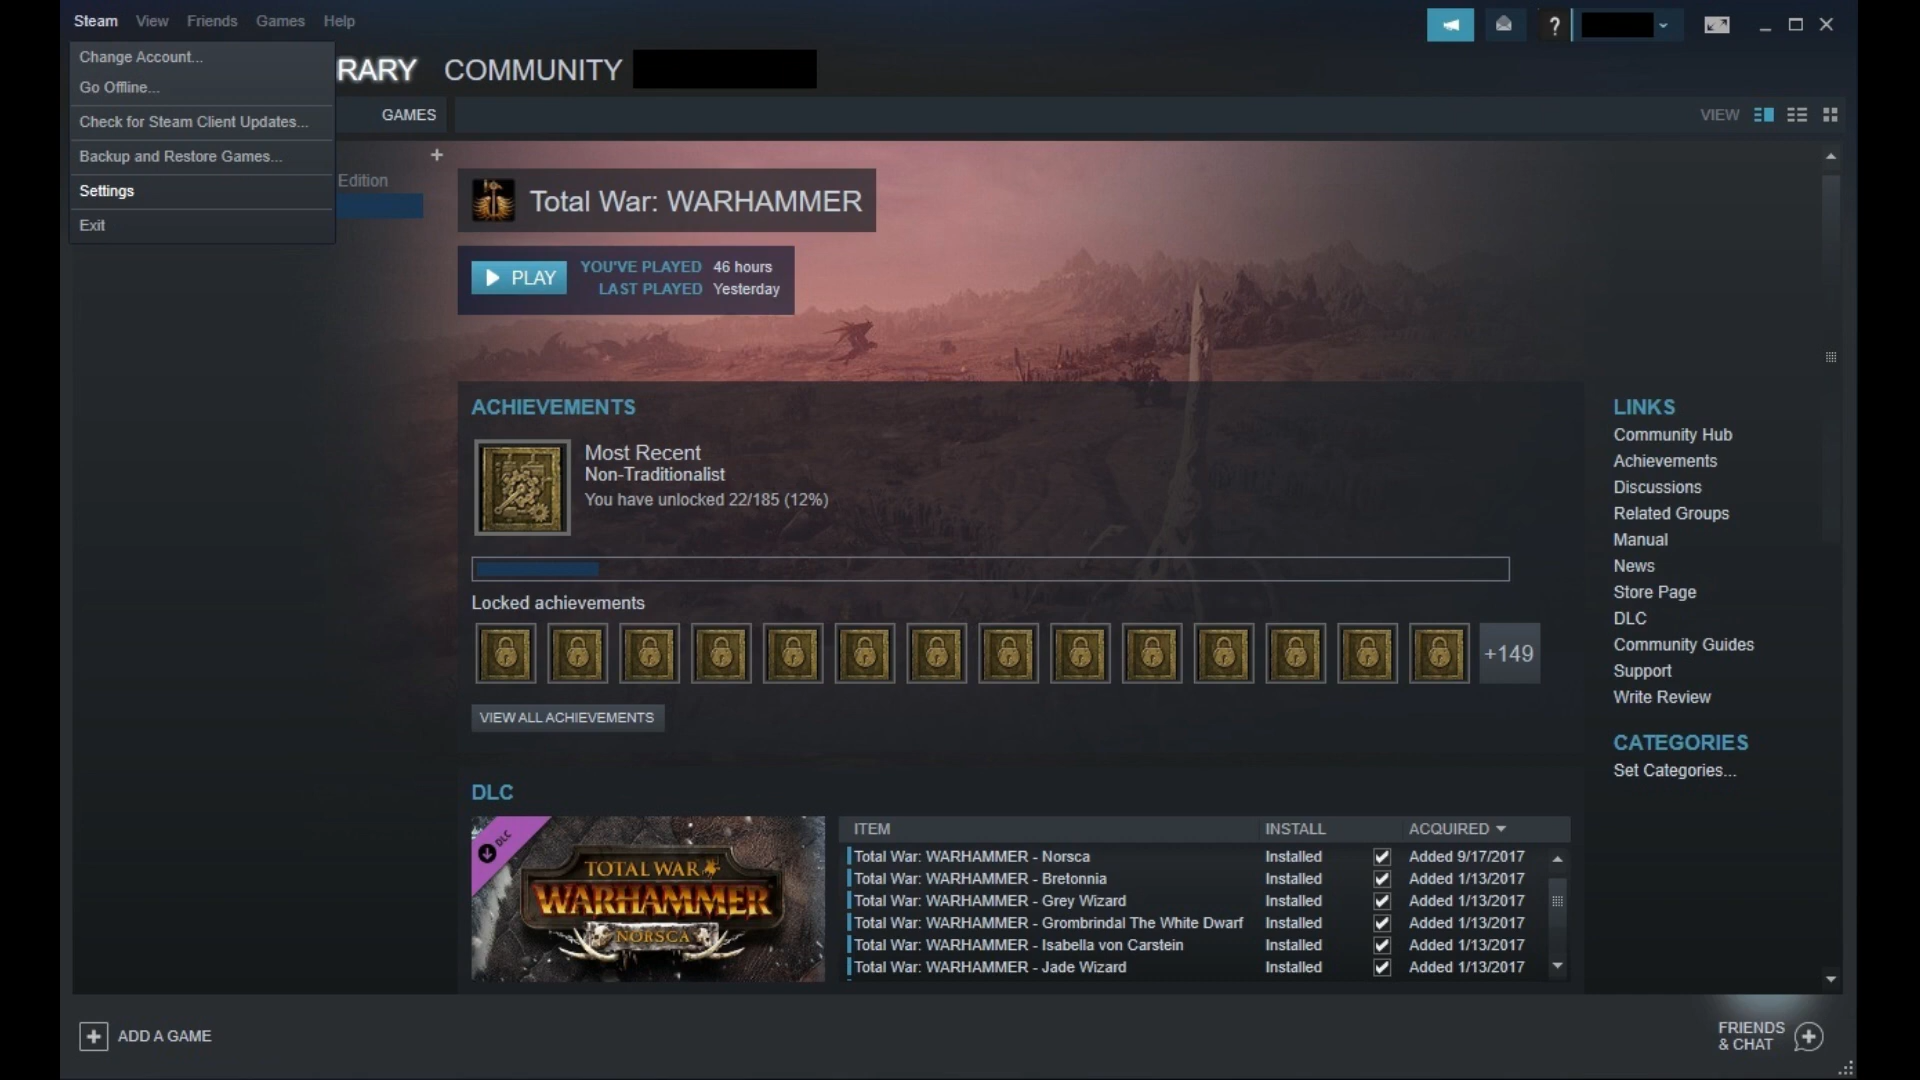 Steam View Friends Games Help
?
Change Account...
Go Offline...
Check for Steam Client Updates...
Backup and Restore Games...
Settings
Exit
RARY COMMUNITY
GAMES
VIEW
+
Edition
Total War: WARHAMMER
PLAY
YOU'VE PLAYED 46 hours
LAST PLAYED Yesterday
ACHIEVEMENTS
Most Recent
Non-Traditionalist
You have unlocked 22/185 (12%)
Locked achievements
+149
VIEW ALL ACHIEVEMENTS
LINKS
Community Hub
Achievements
Discussions
Related Groups
Manual
News
Store Page
DLC
Community Guides
Support
Write Review
CATEGORIES
Set Categories...
DLC
DLC
TOTAL WAR
WARHAMMER
NORSCA
ITEM INSTALL ACQUIRED
Total War: WARHAMMER - Norsca Installed Added 9/17/2017
Total War: WARHAMMER - Bretonnia Installed Added 1/13/2017
Total War: WARHAMMER - Grey Wizard Installed Added 1/13/2017
Total War: WARHAMMER - Grombrindal The White Dwarf Installed Added 1/13/2017
Total War: WARHAMMER - Isabella von Carstein Installed Added 1/13/2017
Total War: WARHAMMER - Jade Wizard Installed Added 1/13/2017
+ ADD A GAME
FRIENDS
& CHAT